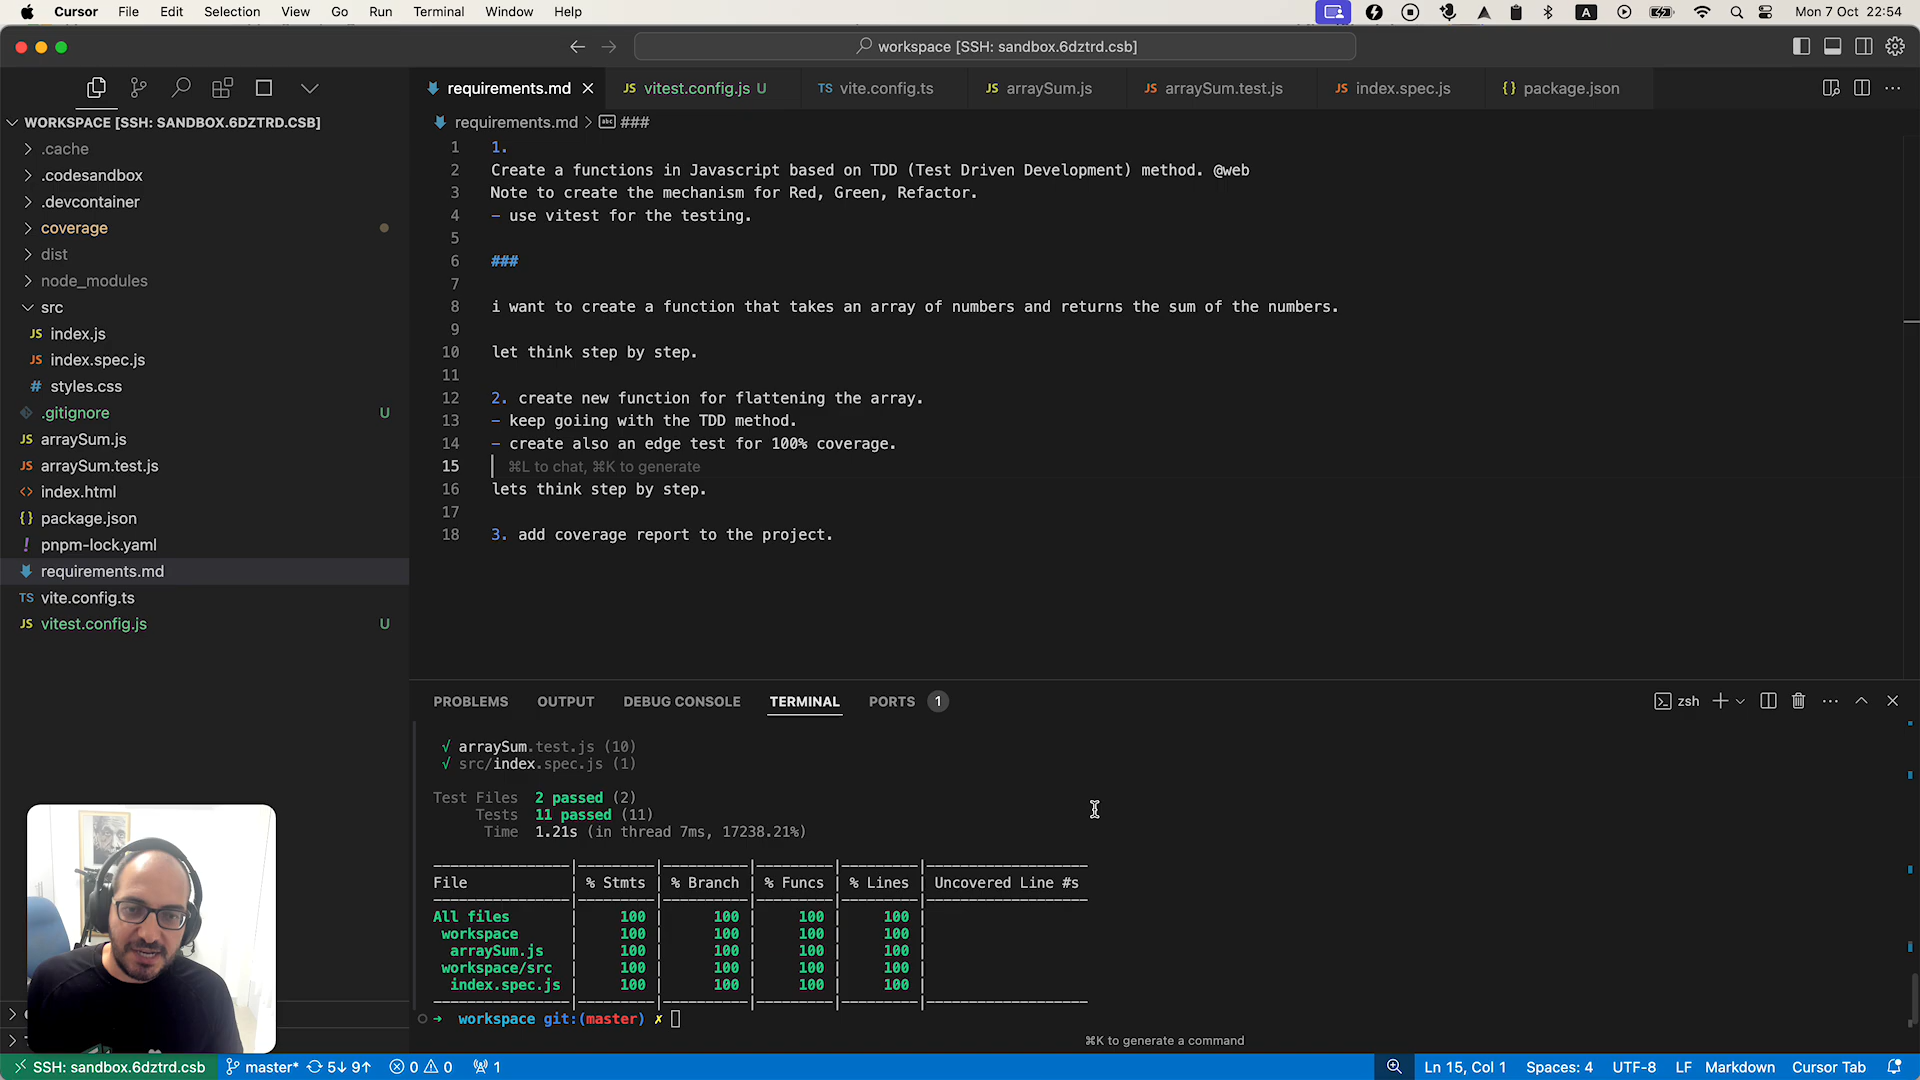 Cursor File Edit Selection View Go Run Terminal Window Help
A Mon 7 Oct 22:54
workspace [SSH: sandbox.6dztrd.csb]
requirements.md
JS vitest.config.js U
TS vite.config.ts
JS arraySum.js
JS arraySum.test.js
JS index.spec.js
{} package.json
requirements.md > abc ###
WORKSPACE [SSH: SANDBOX.6DZTRD.CSB]
.cache
.codesandbox
.devcontainer
coverage
dist
node_modules
src
JS index.js
JS index.spec.js
# styles.css
.gitignore U
JS arraySum.js
JS arraySum.test.js
<> index.html
{} package.json
! pnpm-lock.yaml
requirements.md
TS vite.config.ts
JS vitest.config.js U
1 1.
2 Create a functions in Javascript based on TDD (Test Driven Development) method. @web
3 Note to create the mechanism for Red, Green, Refactor.
4 - use vitest for the testing.
5
6 ###
7
8 i want to create a function that takes an array of numbers and returns the sum of the numbers.
9
10 let think step by step.
11
12 2. create new function for flattening the array.
13 - keep goiing with the TDD method.
14 - create also an edge test for 100% coverage.
15 ⌘L to chat, ⌘K to generate
16 lets think step by step.
17
18 3. add coverage report to the project.
PROBLEMS OUTPUT DEBUG CONSOLE TERMINAL PORTS 1
zsh
√ arraySum.test.js (10)
√ src/index.spec.js (1)
Test Files 2 passed (2)
Tests 11 passed (11)
Time 1.21s (in thread 7ms, 17238.21%)
File | % Stmts | % Branch | % Funcs | % Lines | Uncovered Line #s
All files | 100 | 100 | 100 | 100 |
workspace | 100 | 100 | 100 | 100 |
arraySum.js | 100 | 100 | 100 | 100 |
workspace/src | 100 | 100 | 100 | 100 |
index.spec.js | 100 | 100 | 100 | 100 |
➜ workspace git:(master) ✗
⌘K to generate a command
SSH: sandbox.6dztrd.csb master* 5↓ 9↑ 0 0 1
Ln 15, Col 1 Spaces: 4 UTF-8 LF Markdown Cursor Tab